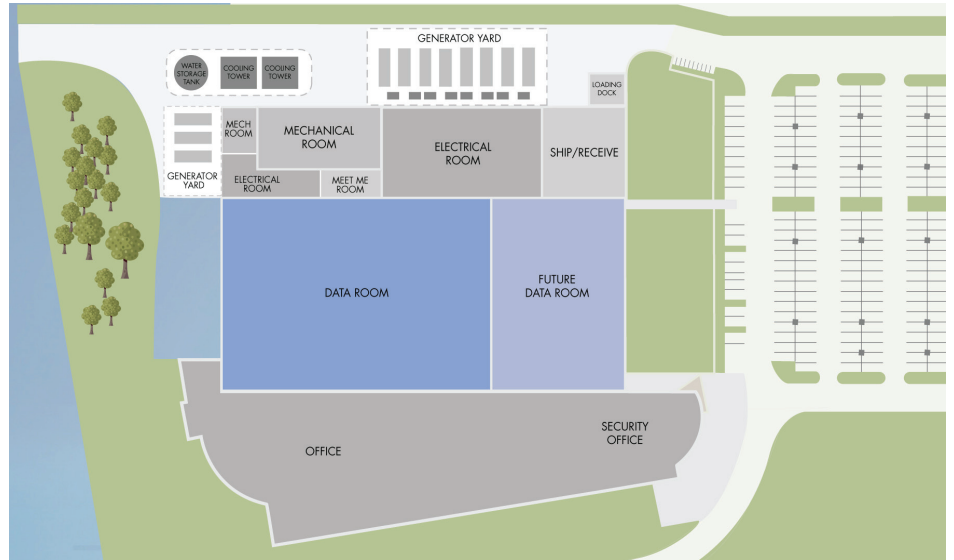 GENERATOR YARD
WATER
STORAGE
TANK
COOLING
TOWER
COOLING
TOWER
LOADING
DOCK
MECH
ROOM
MECHANICAL
ROOM
ELECTRICAL
ROOM
SHIP/RECEIVE
GENERATOR
YARD
ELECTRICAL
ROOM
MEET ME
ROOM
DATA ROOM
FUTURE
DATA ROOM
OFFICE
SECURITY
OFFICE